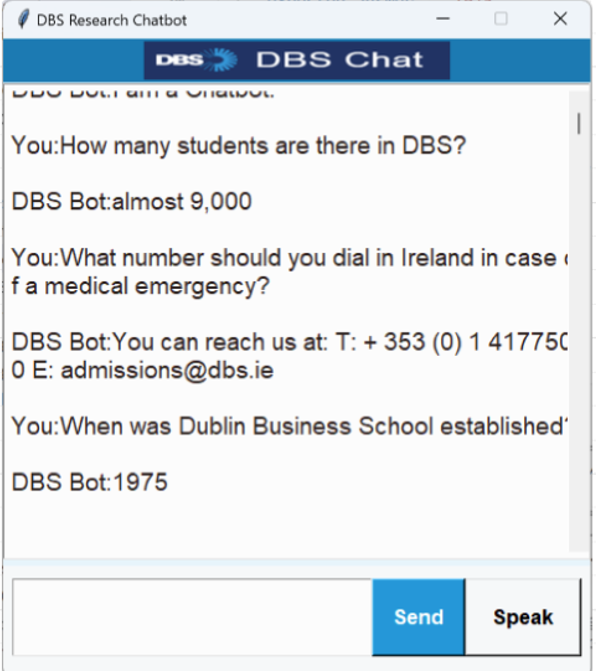 DBS Research Chatbot
DBS DBS Chat
DBS Bot:I am a Chatbot.
You:How many students are there in DBS?
DBS Bot:almost 9,000
You:What number should you dial in Ireland in case
f a medical emergency?
DBS Bot:You can reach us at: T: + 353 (0) 1 417750
0 E: admissions@dbs.ie
You:When was Dublin Business School established?
DBS Bot:1975
Send Speak